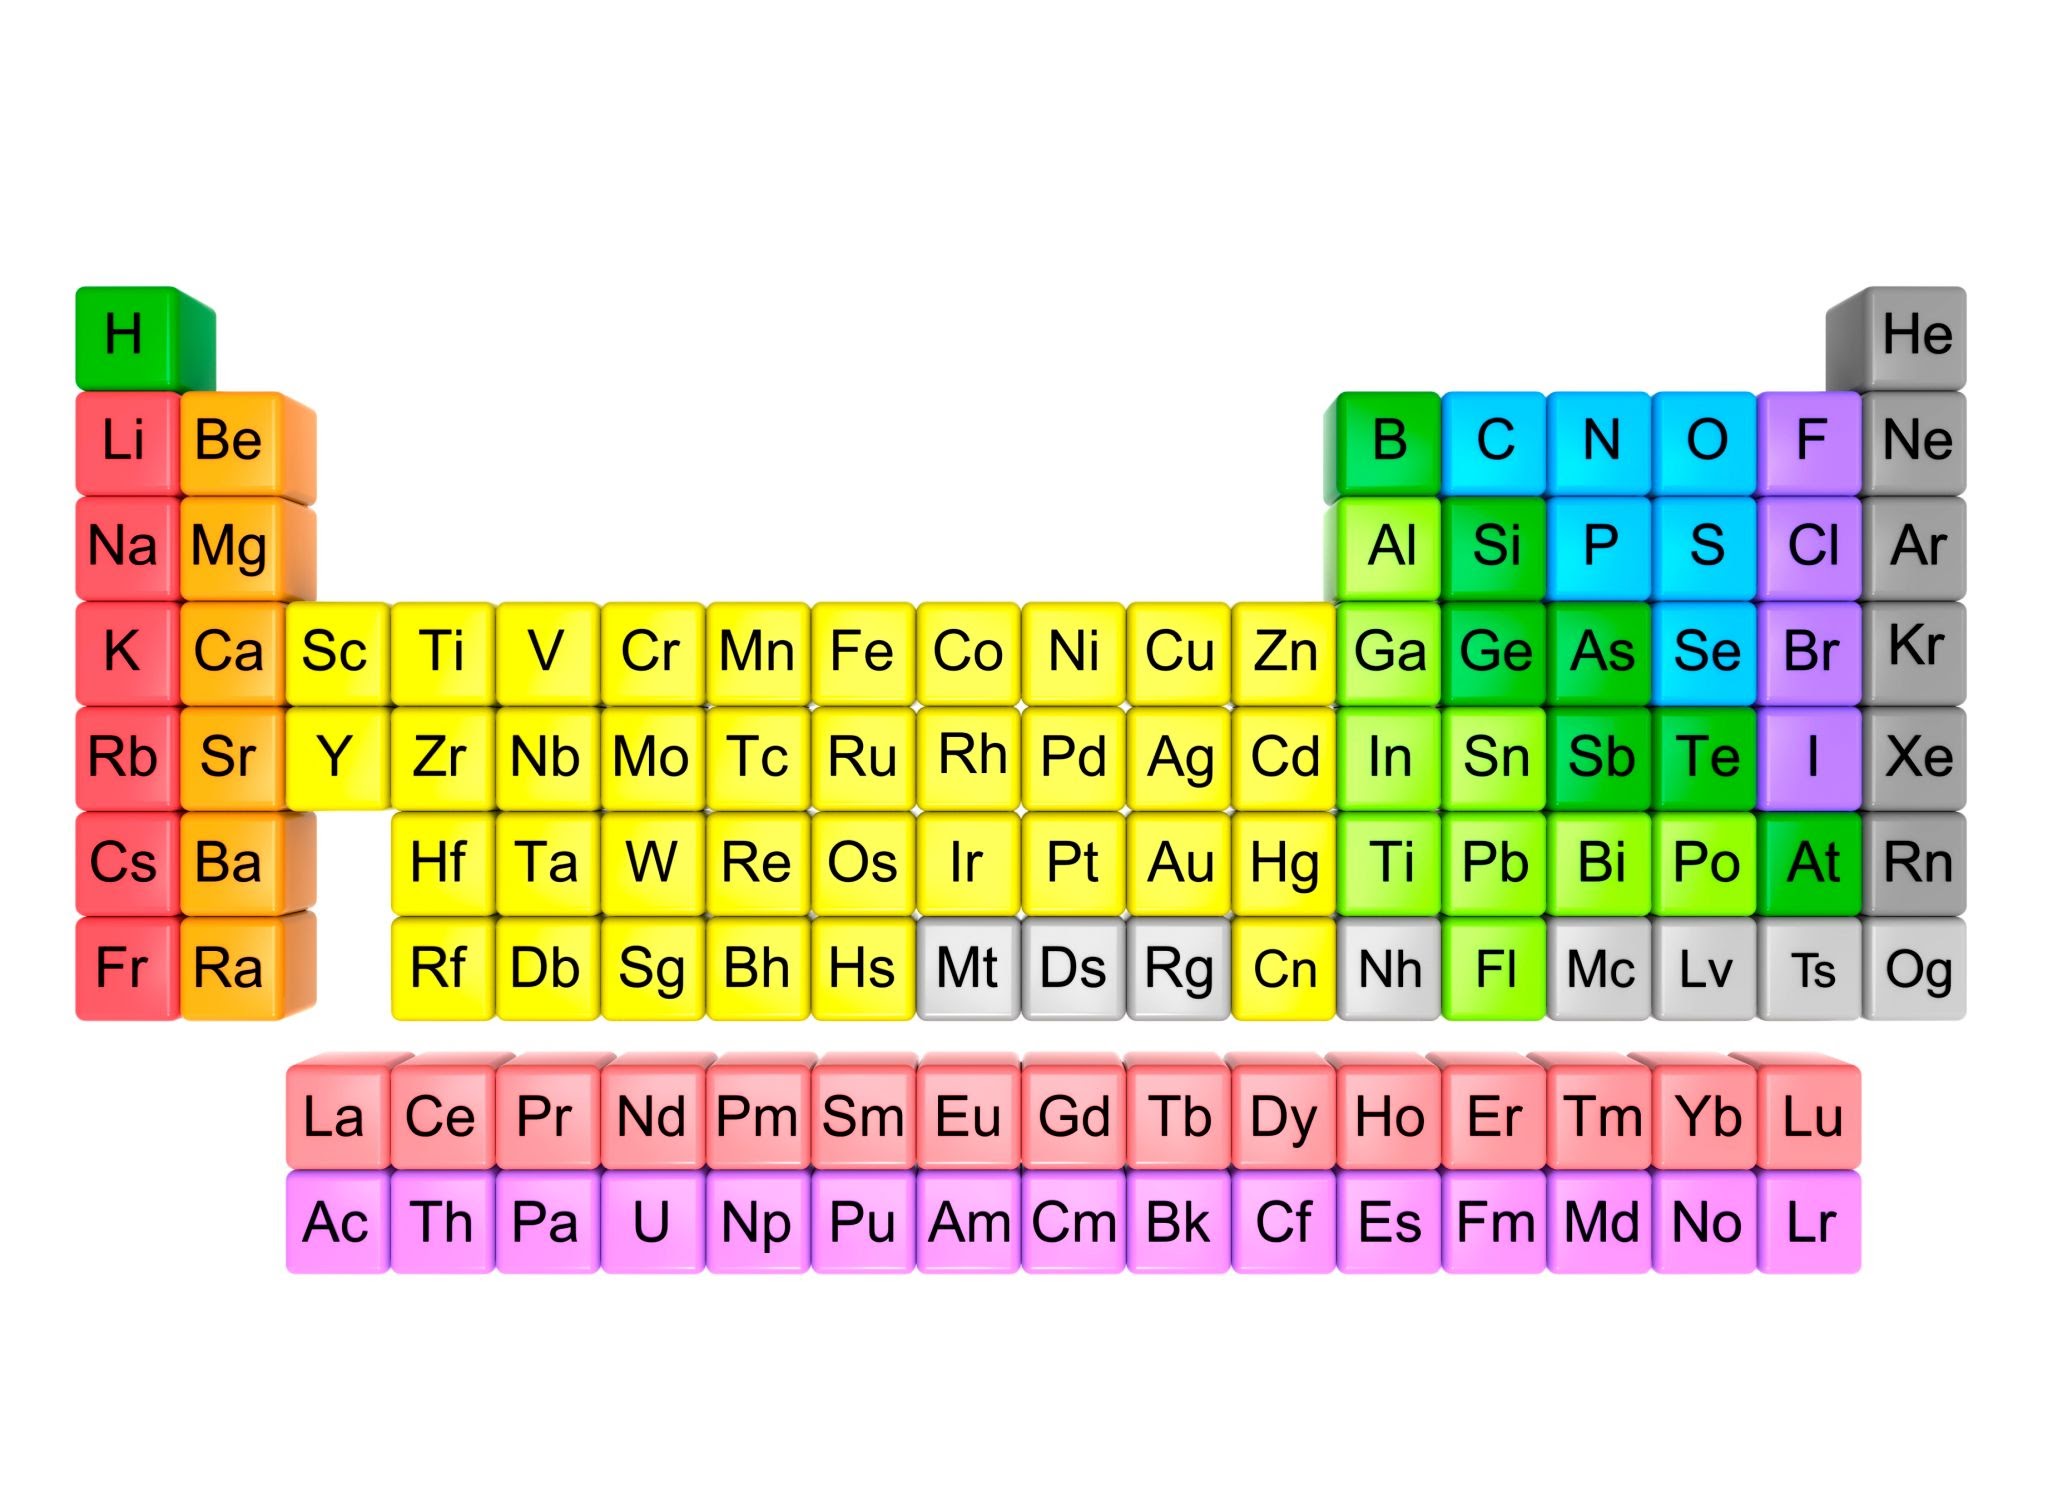 H He
Li Be B C N O F Ne
Na Mg Al Si P S Cl Ar
K Ca Sc Ti V Cr Mn Fe Co Ni Cu Zn Ga Ge As Se Br Kr
Rb Sr Y Zr Nb Mo Tc Ru Rh Pd Ag Cd In Sn Sb Te I Xe
Cs Ba Hf Ta W Re Os Ir Pt Au Hg Ti Pb Bi Po At Rn
Fr Ra Rf Db Sg Bh Hs Mt Ds Rg Cn Nh Fl Mc Lv Ts Og
La Ce Pr Nd Pm Sm Eu Gd Tb Dy Ho Er Tm Yb Lu
Ac Th Pa U Np Pu Am Cm Bk Cf Es Fm Md No Lr